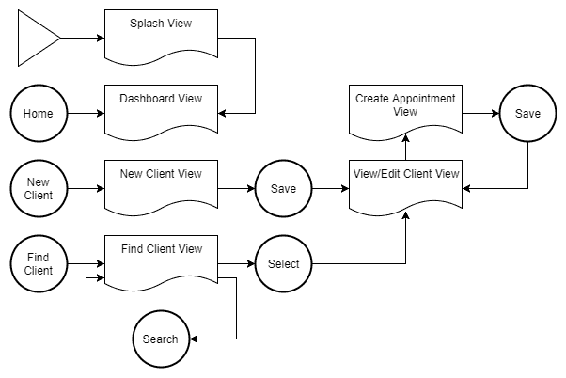 Splash View
Home
Dashboard View
Create Appointment
View
Save
New
Client
New Client View
Save
View/Edit Client View
Find
Client
Find Client View
Select
Search